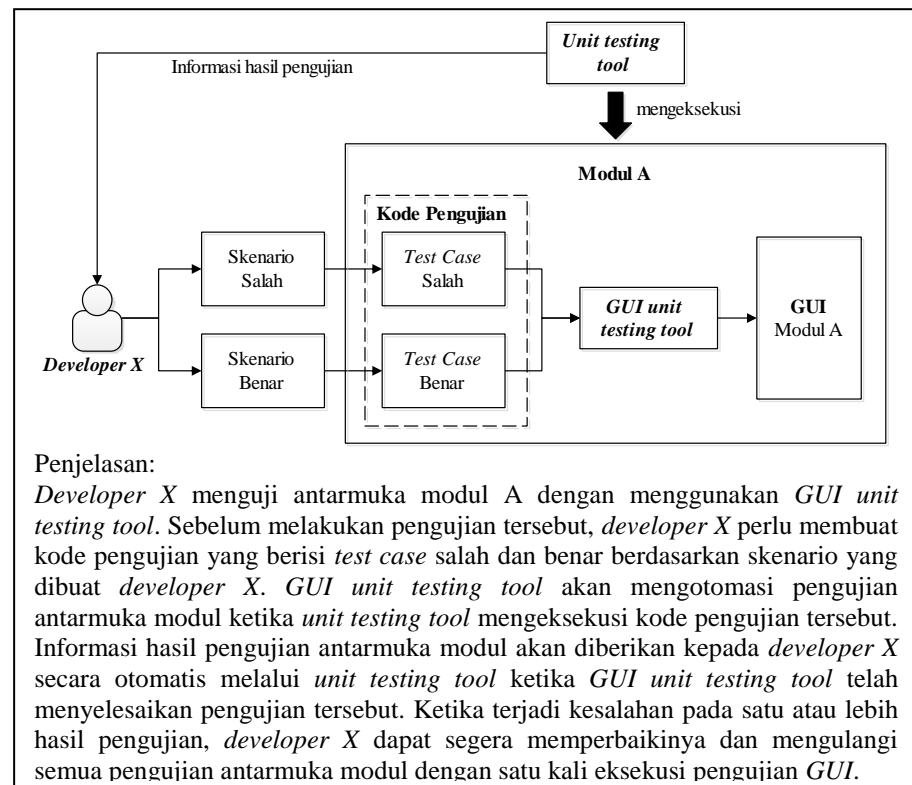 Unit testing
tool
Informasi hasil pengujian
mengeksekusi
Modul A
Kode Pengujian
Skenario
Salah
Test Case
Salah
GUI unit
testing tool
GUI
Modul A
Developer X
Skenario
Benar
Test Case
Benar
Penjelasan:
Developer X menguji antarmuka modul A dengan menggunakan GUI unit
testing tool. Sebelum melakukan pengujian tersebut, developer X perlu membuat
kode pengujian yang berisi test case salah dan benar berdasarkan skenario yang
dibuat developer X. GUI unit testing tool akan mengotomasi pengujian
antarmuka modul ketika unit testing tool mengeksekusi kode pengujian tersebut.
Informasi hasil pengujian antarmuka modul akan diberikan kepada developer X
secara otomatis melalui unit testing tool ketika GUI unit testing tool telah
menyelesaikan pengujian tersebut. Ketika terjadi kesalahan pada satu atau lebih
hasil pengujian, developer X dapat segera memperbaikinya dan mengulangi
semua pengujian antarmuka modul dengan satu kali eksekusi pengujian GUI.